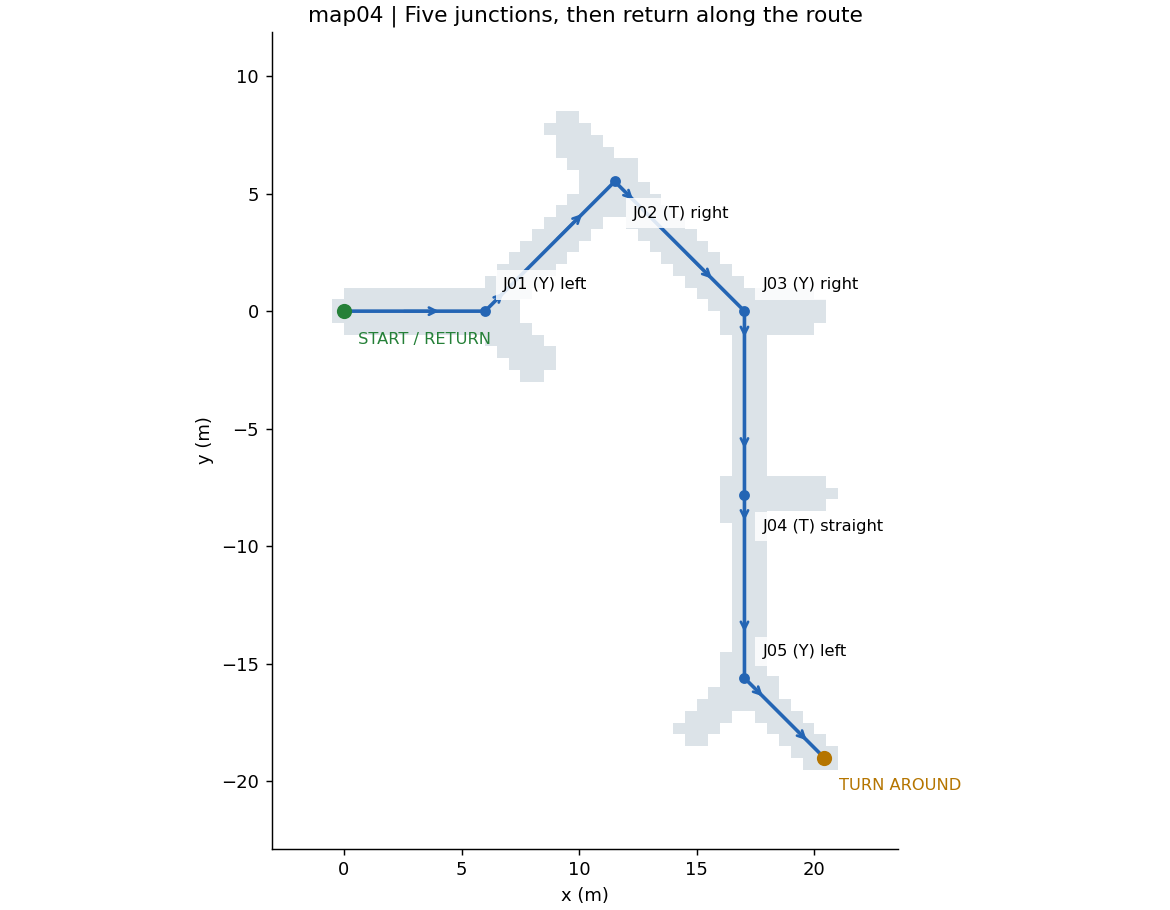 map04 | Five junctions, then return along the route
10
5
0
−5
−10
−15
−20
y (m)
J02 (T) right
J01 (Y) left
J03 (Y) right
START / RETURN
J04 (T) straight
J05 (Y) left
TURN AROUND
0
5
10
15
20
x (m)